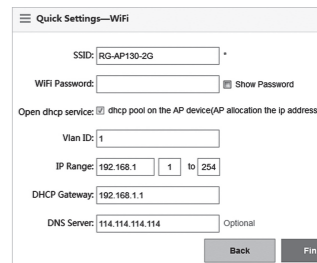 Quick Settings—WiFi
SSID: RG-AP130-2G *
WiFi Password: Show Password
Open dhcp service: dhcp pool on the AP device(AP allocation the ip address
Vlan ID: 1
IP Range: 192.168.1 1 to 254
DHCP Gateway: 192.168.1.1
DNS Server: 114.114.114.114 Optional
Back Fin